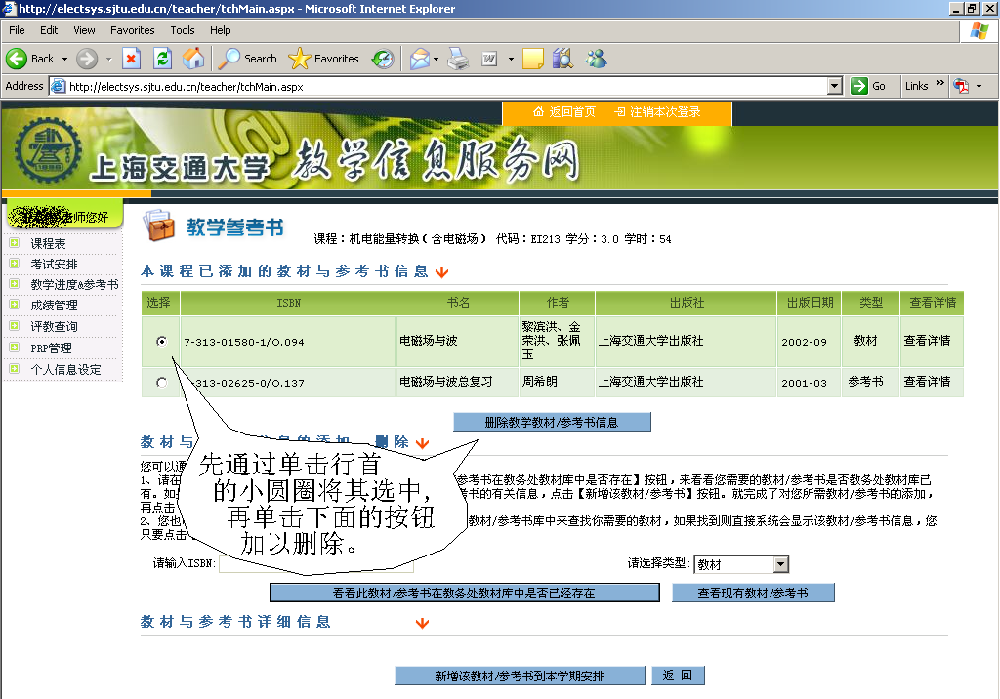 http://electsys.sjtu.edu.cn/teacher/tchMain.aspx - Microsoft Internet Explorer
File Edit View Favorites Tools Help
Back Search Favorites
Address http://electsys.sjtu.edu.cn/teacher/tchMain.aspx Go Links »
返回首页 注销本次登录
上海交通大学 教学信息服务网
师您好
课程表
考试安排
教学进度&参考书
成绩管理
评教查询
PRP管理
个人信息设定
教学参考书 课程：机电能量转换（含电磁场） 代码：EI213 学分：3.0 学时：54
本课程已添加的教材与参考书信息
选择 ISBN 书名 作者 出版社 出版日期 类型 查看详情
7-313-01580-1/O.094 电磁场与波 黎滨洪、金荣洪、张佩玉 上海交通大学出版社 2002-09 教材 查看详情
-313-02625-0/O.137 电磁场与波总复习 周希朗 上海交通大学出版社 2001-03 参考书 查看详情
删除教学教材/参考书信息
教材与 的添加 删除
先通过单击行首
的小圆圈将其选中，
再单击下面的按钮
加以删除。
您可以通
1、请在 参考书在教务处教材库中是否存在】按钮，来看看您需要的教材/参考书是否教务处教材库已
有。如 书的有关信息，点击【新增该教材/参考书】按钮。就完成了对您所需教材/参考书的添加，
再点击
2、您也 教材/参考书库中来查找你需要的教材，如果找到则直接系统会显示该教材/参考书信息，您
只要点击
请输入ISBN: 请选择类型: 教材
看看此教材/参考书在教务处教材库中是否已经存在 查看现有教材/参考书
教材与参考书详细信息
新增该教材/参考书到本学期安排 返 回